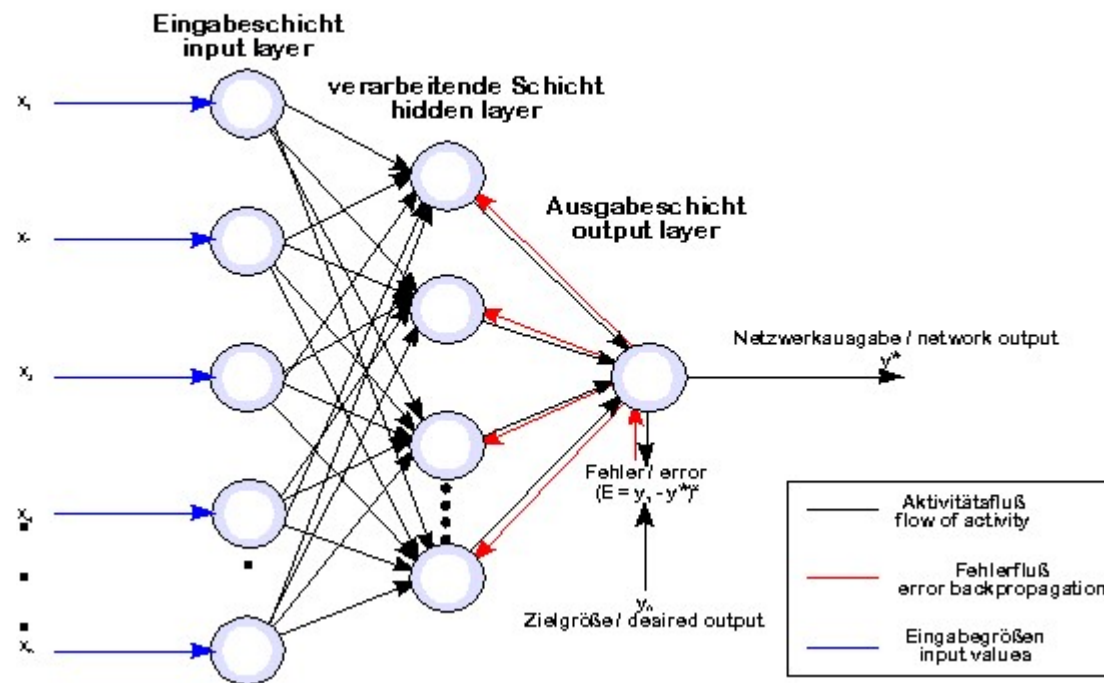 Eingabeschicht
input layer
verarbeitende Schicht
hidden layer
Ausgabeschicht
output layer
Netzwerkausgabe / network output
y*
Fehler / error
Zielgröße / desired output
Aktivitätsfluß
flow of activity
Fehlerfluß
error backpropagation
Eingabegrößen
input values